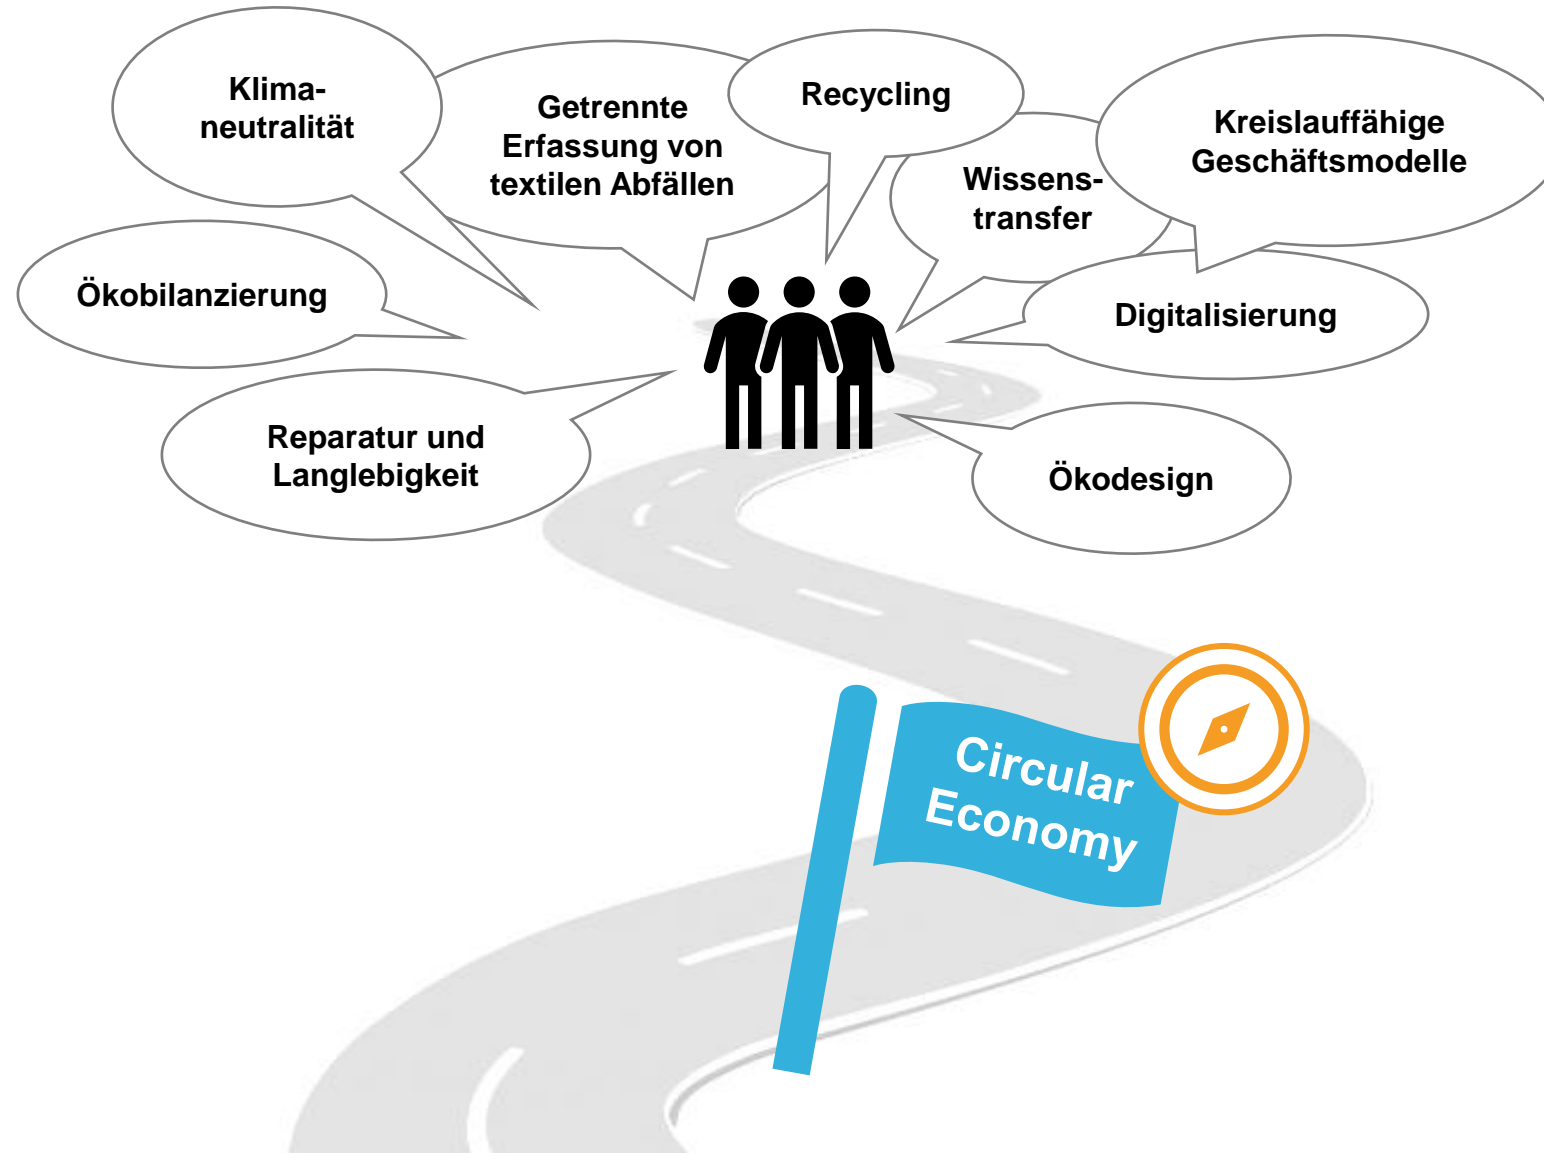 Klima-
neutralität
Getrennte
Erfassung von
textilen Abfällen
Recycling
Wissens-
transfer
Kreislauffähige
Geschäftsmodelle
Ökobilanzierung
Digitalisierung
Reparatur und
Langlebigkeit
Ökodesign
Circular
Economy